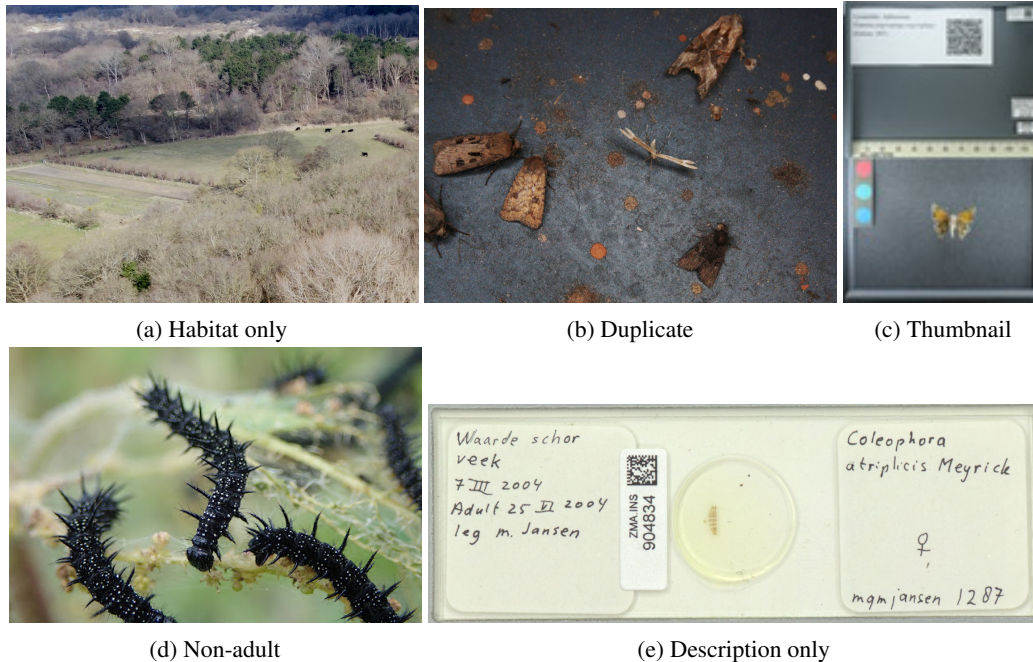 (a) Habitat only
(b) Duplicate
(c) Thumbnail
(d) Non-adult
Waarde schor
veek
7 III 2004
Adult 25 VI 2004
leg m. Jansen
ZMA.INS
904834
Coleophora
atriplicis Meyrick
♀
mqmjansen 1287
(e) Description only